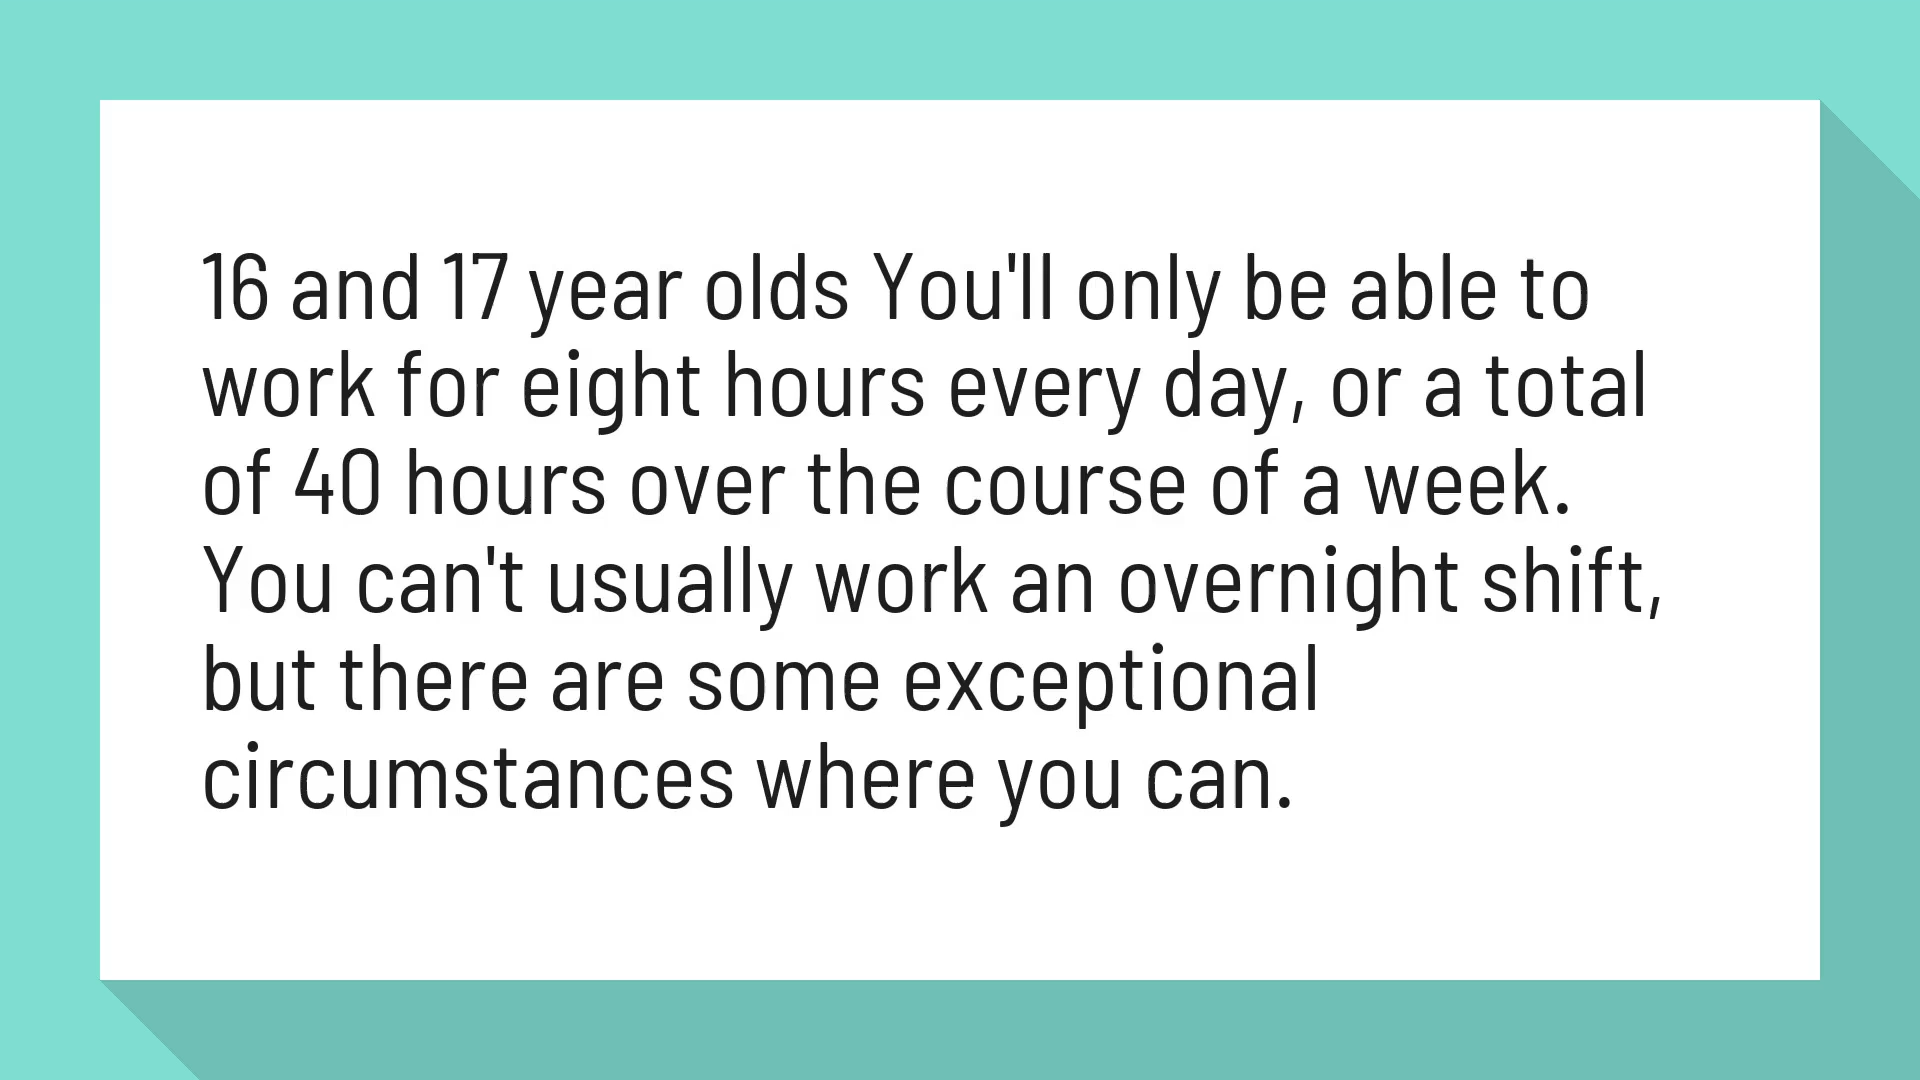 16 and 17 year olds You'll only be able to
work for eight hours every day, or a total
of 40 hours over the course of a week.
You can't usually work an overnight shift,
but there are some exceptional
circumstances where you can.